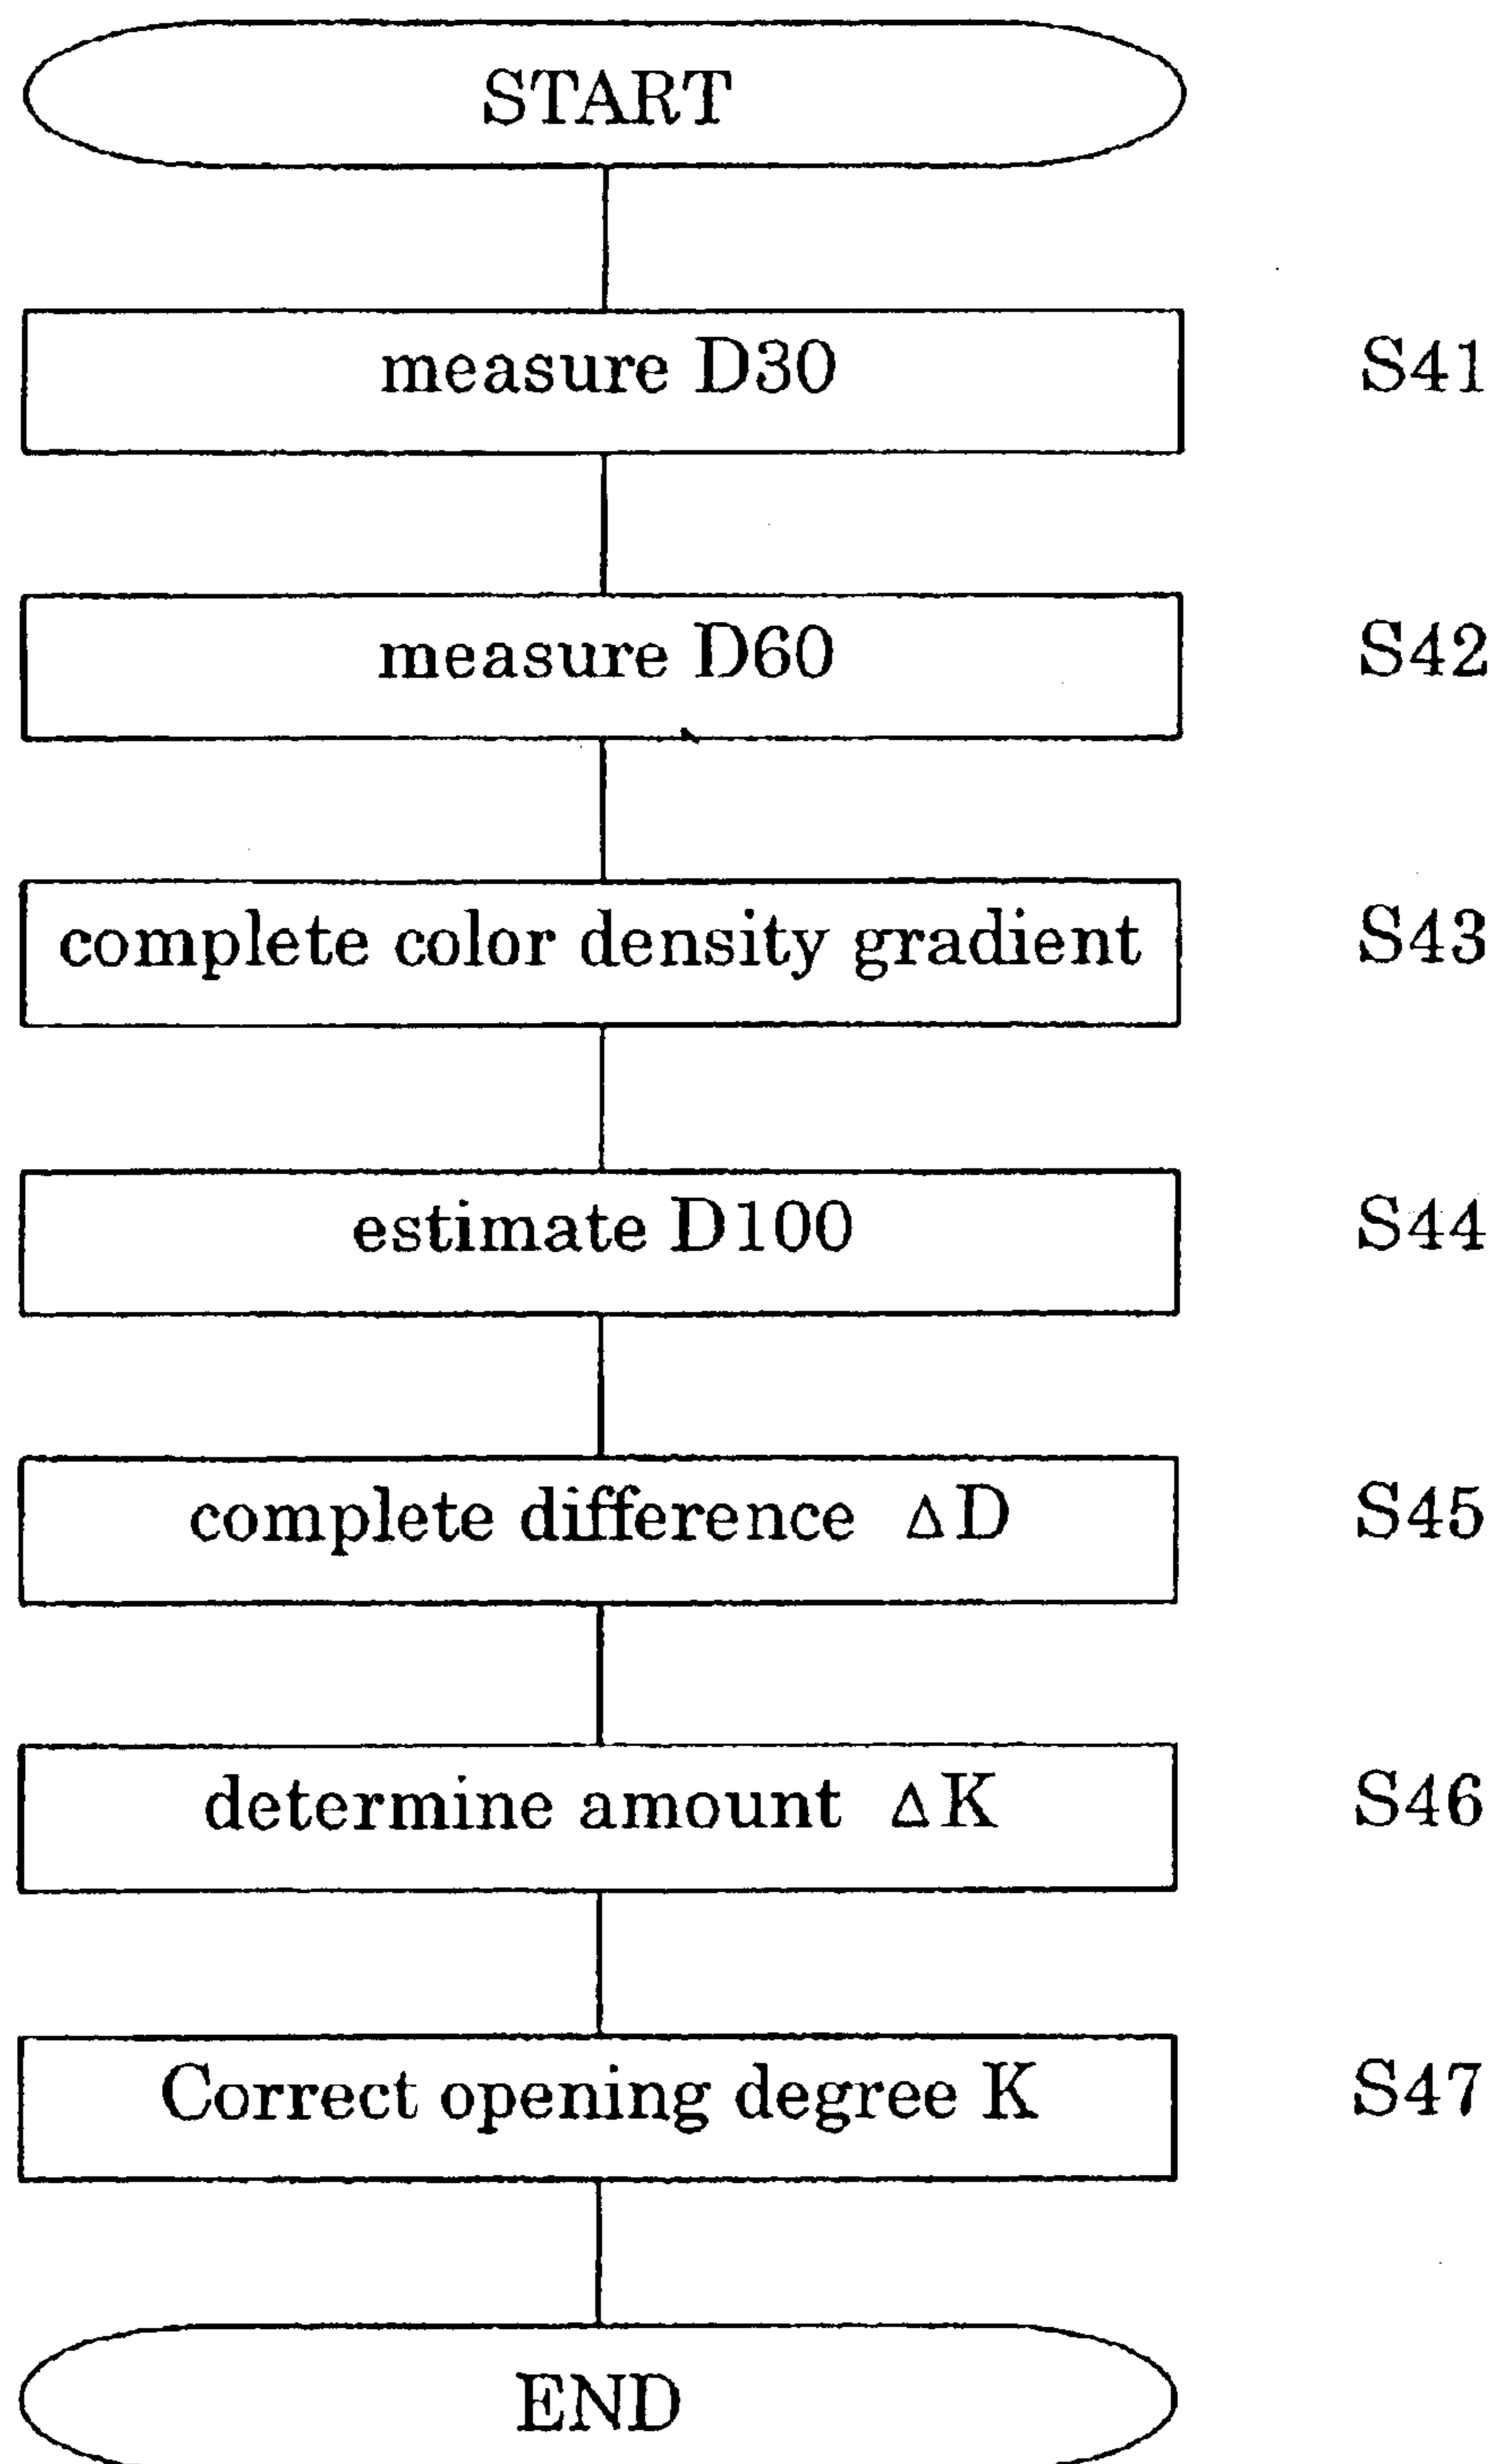 START
measure D30 S41
measure D60 S42
complete color density gradient S43
estimate D100 S44
complete difference ΔD S45
determine amount ΔK S46
Correct opening degree K S47
END